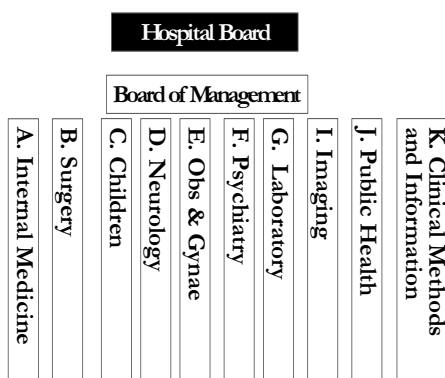 Hospital Board
Board of Management
A. Internal Medicine
B. Surgery
C. Children
D. Neurology
E. Obs & Gynae
F. Psychiatry
G. Laboratory
I. Imaging
J. Public Health
K. Clinical Methods
and Information